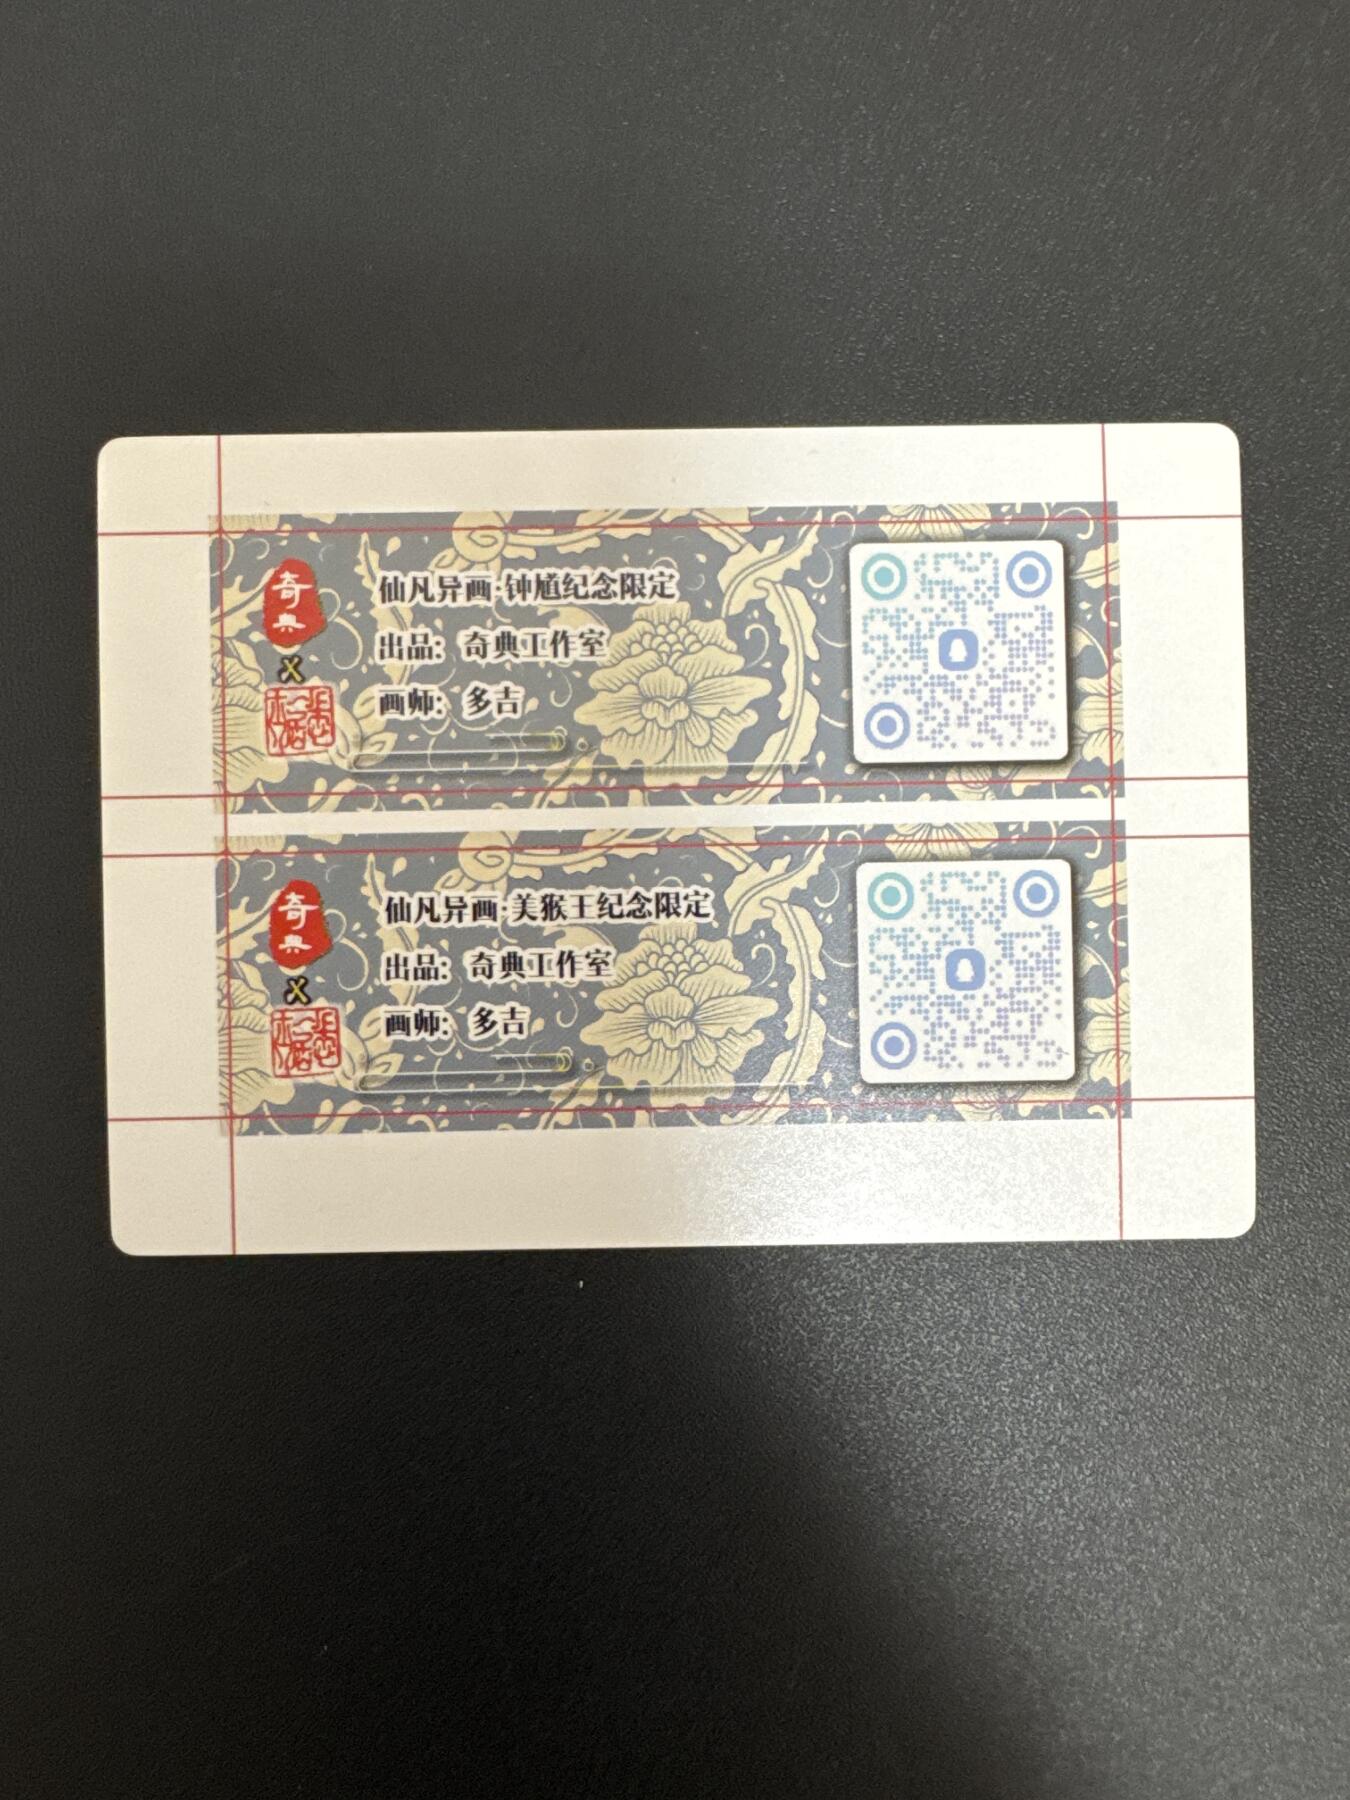 奇典
X
仙凡异画·钟馗纪念限定
出品：奇典工作室
画师：多吉
奇典
X
仙凡异画·美猴王纪念限定
出品：奇典工作室
画师：多吉